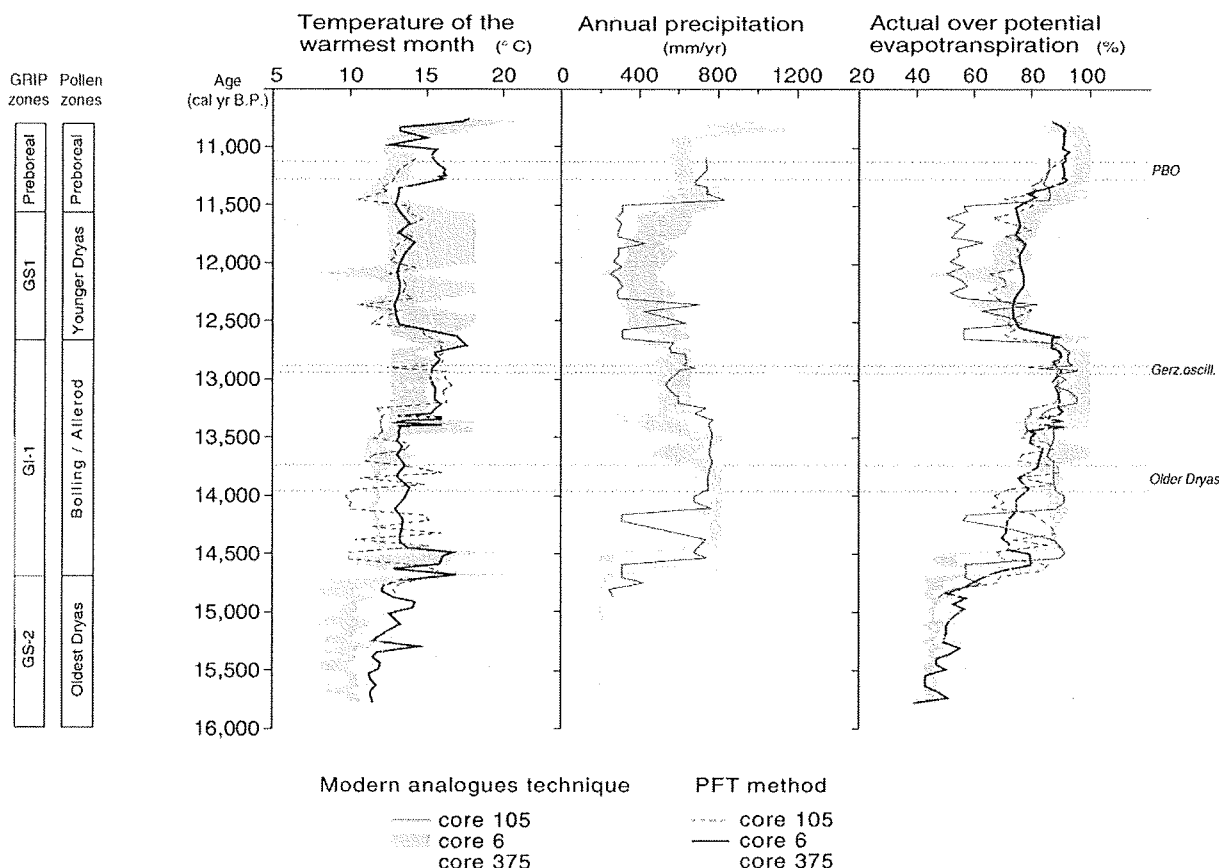 Temperature of the
warmest month (°C)
Annual precipitation
(mm/yr)
Actual over potential
evapotranspiration (%)
GRIP
zones
Pollen
zones
Age
(cal yr B.P.)
5 10 15 20
0 400 800 1200
20 40 60 80 100
11,000
11,500
12,000
12,500
13,000
13,500
14,000
14,500
15,000
15,500
16,000
Preboreal
GS1
GI-1
GS-2
Preboreal
Younger Dryas
Bolling / Allerod
Oldest Dryas
PBO
Gerz.oscill.
Older Dryas
Modern analogues technique
core 105
core 6
core 375
PFT method
core 105
core 6
core 375